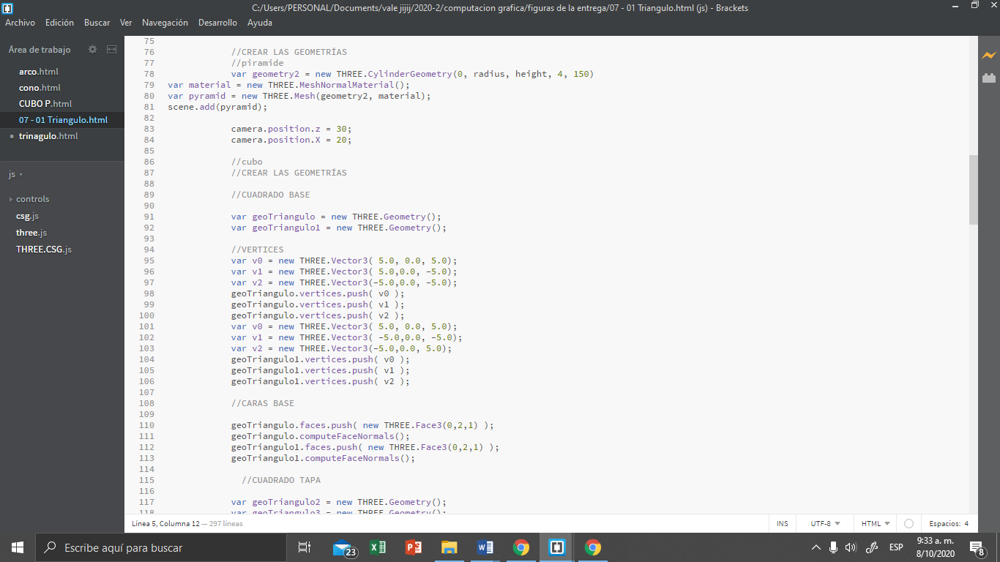 C:/Users/PERSONAL/Documents/vale jijij/2020-2/computacion grafica/figuras de la entrega/07 - 01 Triangulo.html (js) - Brackets
Archivo Edición Buscar Ver Navegación Desarrollo Ayuda
Área de trabajo
arco.html
cono.html
CUBO P.html
07 - 01 Triangulo.html
trinagulo.html
js
controls
csg.js
three.js
THREE.CSG.js
75
76 //CREAR LAS GEOMETRÍAS
77 //piramide
78 var geometry2 = new THREE.CylinderGeometry(0, radius, height, 4, 150)
79 var material = new THREE.MeshNormalMaterial();
80 var pyramid = new THREE.Mesh(geometry2, material);
81 scene.add(pyramid);
82
83 camera.position.z = 30;
84 camera.position.X = 20;
85
86 //cubo
87 //CREAR LAS GEOMETRÍAS
88
89 //CUADRADO BASE
90
91 var geoTriangulo = new THREE.Geometry();
92 var geoTriangulo1 = new THREE.Geometry();
93
94 //VERTICES
95 var v0 = new THREE.Vector3( 5.0, 0.0, 5.0);
96 var v1 = new THREE.Vector3( 5.0,0.0, -5.0);
97 var v2 = new THREE.Vector3(-5.0,0.0, -5.0);
98 geoTriangulo.vertices.push( v0 );
99 geoTriangulo.vertices.push( v1 );
100 geoTriangulo.vertices.push( v2 );
101 var v0 = new THREE.Vector3( 5.0, 0.0, 5.0);
102 var v1 = new THREE.Vector3( -5.0,0.0, -5.0);
103 var v2 = new THREE.Vector3(-5.0,0.0, 5.0);
104 geoTriangulo1.vertices.push( v0 );
105 geoTriangulo1.vertices.push( v1 );
106 geoTriangulo1.vertices.push( v2 );
107
108 //CARAS BASE
109
110 geoTriangulo.faces.push( new THREE.Face3(0,2,1) );
111 geoTriangulo.computeFaceNormals();
112 geoTriangulo1.faces.push( new THREE.Face3(0,2,1) );
113 geoTriangulo1.computeFaceNormals();
114
115 //CUADRADO TAPA
116
117 var geoTriangulo2 = new THREE.Geometry();
118 var geoTriangulo3 = new THREE.Geometry();
Línea 5, Columna 12 — 297 líneas
INS UTF-8 HTML Espacios: 4
Escribe aquí para buscar
23
ESP
9:33 a. m.
8/10/2020
8